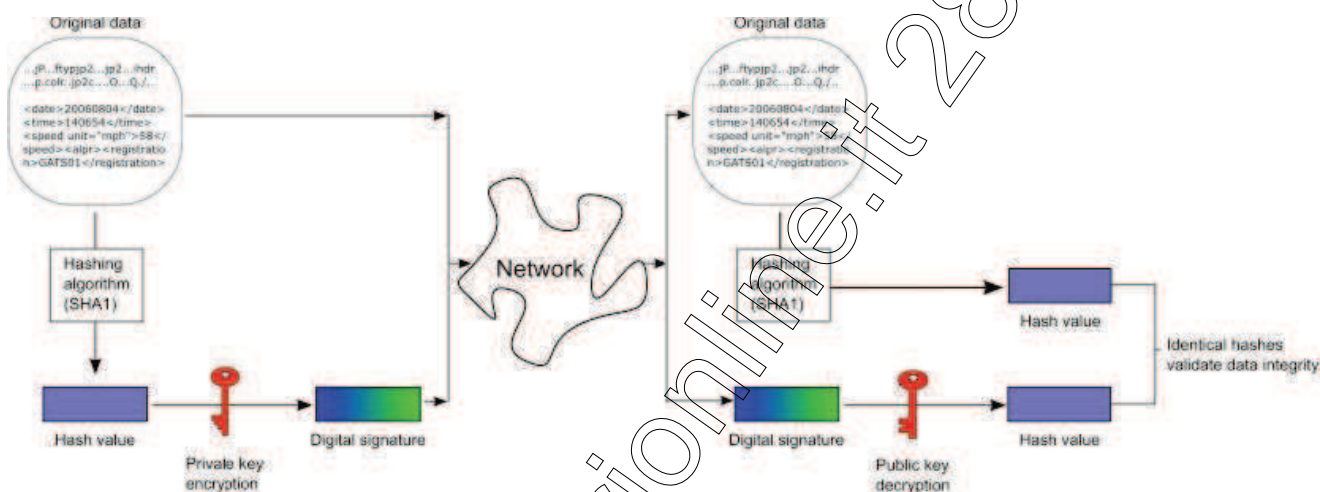 Original data
...jP...ftypjp2...jp2...ihdr
...p.colr..jp2c....O...Q./...
<date>20060804</date>
<time>140654</time>
<speed unit="mph">58</
speed><alpr><registratio
n>GATS01</registration>
Hashing
algorithm
(SHA1)
Hash value
Private key
encryption
Digital signature
Network
Original data
...jP...ftypjp2...jp2...ihdr
...p.colr..jp2c....O...Q./...
<date>20060804</date>
<time>140654</time>
<speed
speed><alpr><registratio
n>GATS01</registration>
Hashing
algorithm
(SHA1)
Hash value
Identical hashes
validate data integrity
Digital signature
Public key
decryption
Hash value
ionline.it 28